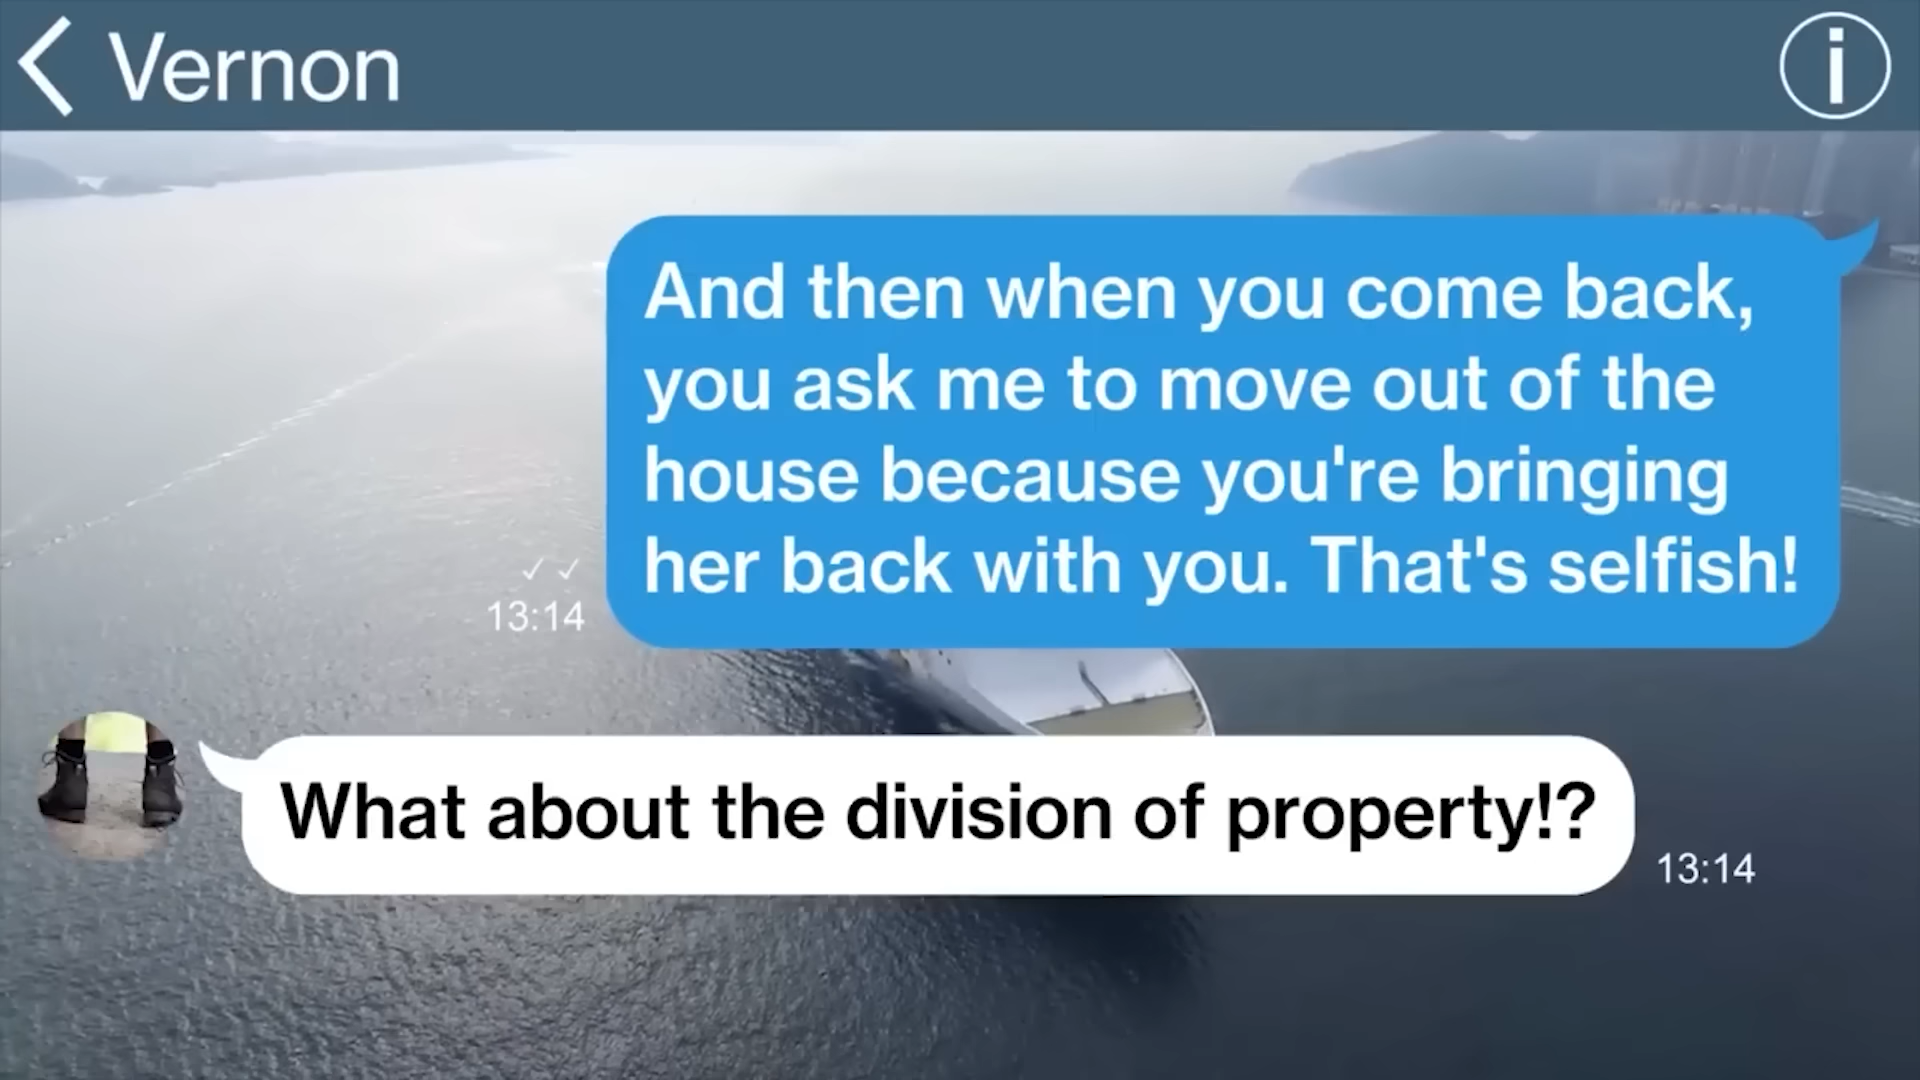 Vernon
And then when you come back,
you ask me to move out of the
house because you're bringing
her back with you. That's selfish!
13:14
What about the division of property!?
13:14